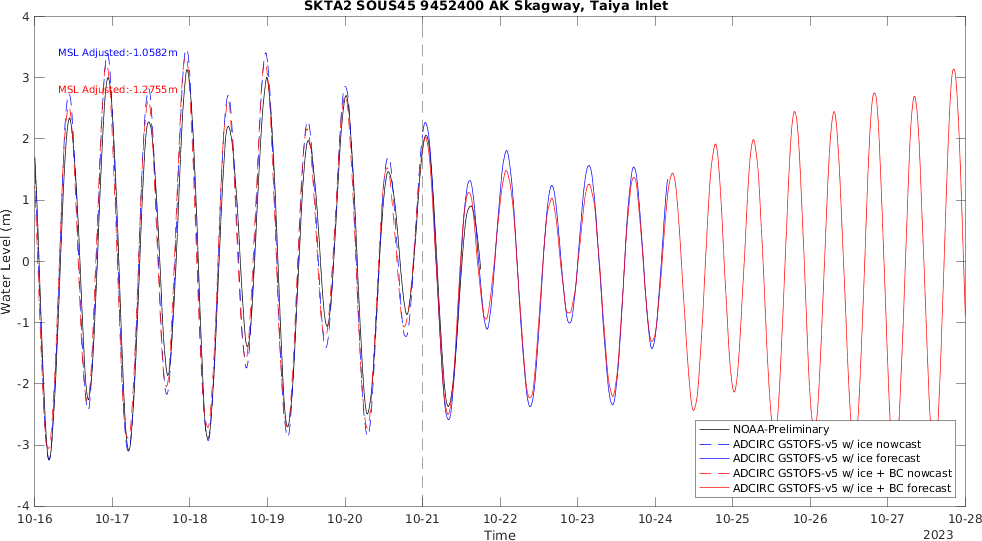 SKTA2 SOUS45 9452400 AK Skagway, Taiya Inlet
4
MSL Adjusted:-1.0582m
3
MSL Adjusted:-1.2755m
2
1
0
Water Level (m)
-1
-2
-3
-4
NOAA-Preliminary
ADCIRC GSTOFS-v5 w/ ice nowcast
ADCIRC GSTOFS-v5 w/ ice forecast
ADCIRC GSTOFS-v5 w/ ice + BC nowcast
ADCIRC GSTOFS-v5 w/ ice + BC forecast
10-16 10-17 10-18 10-19 10-20 10-21 10-22 10-23 10-24 10-25 10-26 10-27 10-28
Time
2023